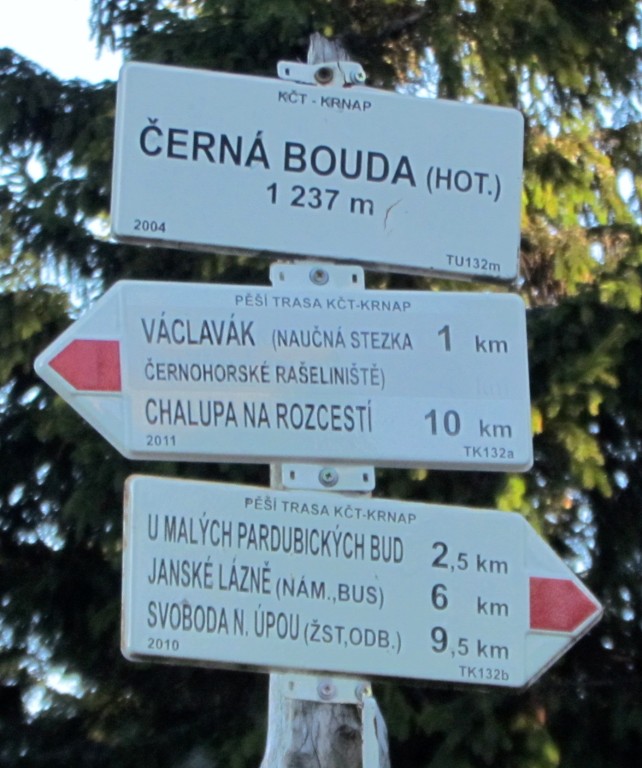 KČT - KRNAP
ČERNÁ BOUDA (HOT.)
1 237 m
2004 TU132m
PĚŠÍ TRASA KČT-KRNAP
VÁCLAVÁK (NAUČNÁ STEZKA 1 km
ČERNOHORSKÉ RAŠELINIŠTĚ)
CHALUPA NA ROZCESTÍ 10 km
2011 TK132a
PĚŠÍ TRASA KČT-KRNAP
U MALÝCH PARDUBICKÝCH BUD 2,5 km
JANSKÉ LÁZNĚ (NÁM.,BUS) 6 km
SVOBODA N. ÚPOU (ŽST,ODB.) 9,5 km
2010 TK132b